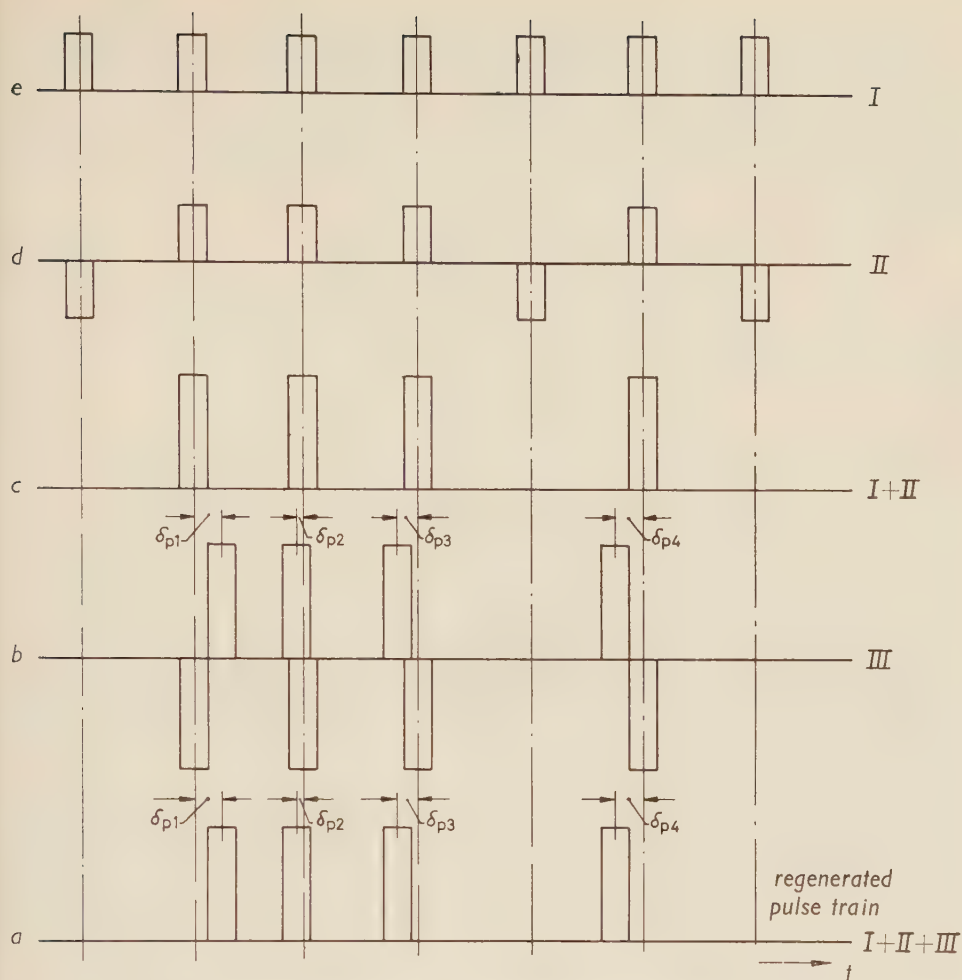 e I
d II
c I+II
δp1 δp2 δp3 δp4
b III
δp1 δp2 δp3 δp4
regenerated
pulse train
a I+II+III
t